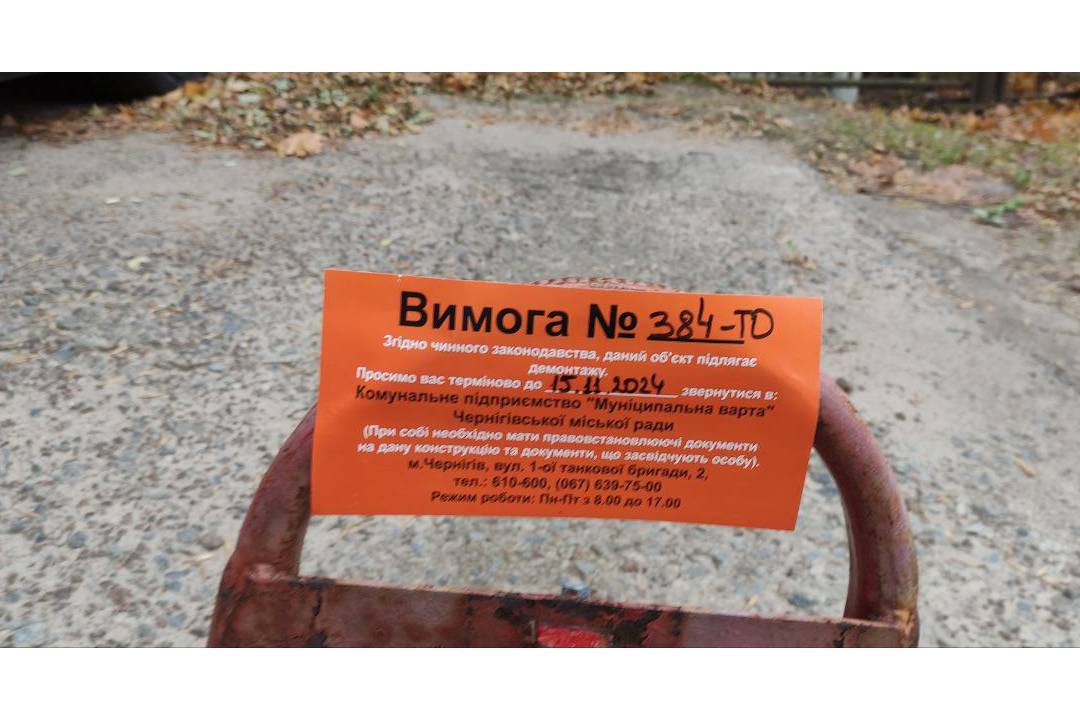 Вимога № 384-ТО
Згідно чинного законодавства, даний об'єкт підлягає
демонтажу.
Просимо вас терміново до 15.11.2024 звернутися в:
Комунальне підприємство "Муніципальна варта"
Чернігівської міської ради
(При собі необхідно мати правовстановлюючі документи
на дану конструкцію та документи, що засвідчують особу).
м.Чернігів, вул. 1-ої танкової бригади, 2,
тел.: 610-600, (067) 639-75-00
Режим роботи: Пн-Пт з 8.00 до 17.00